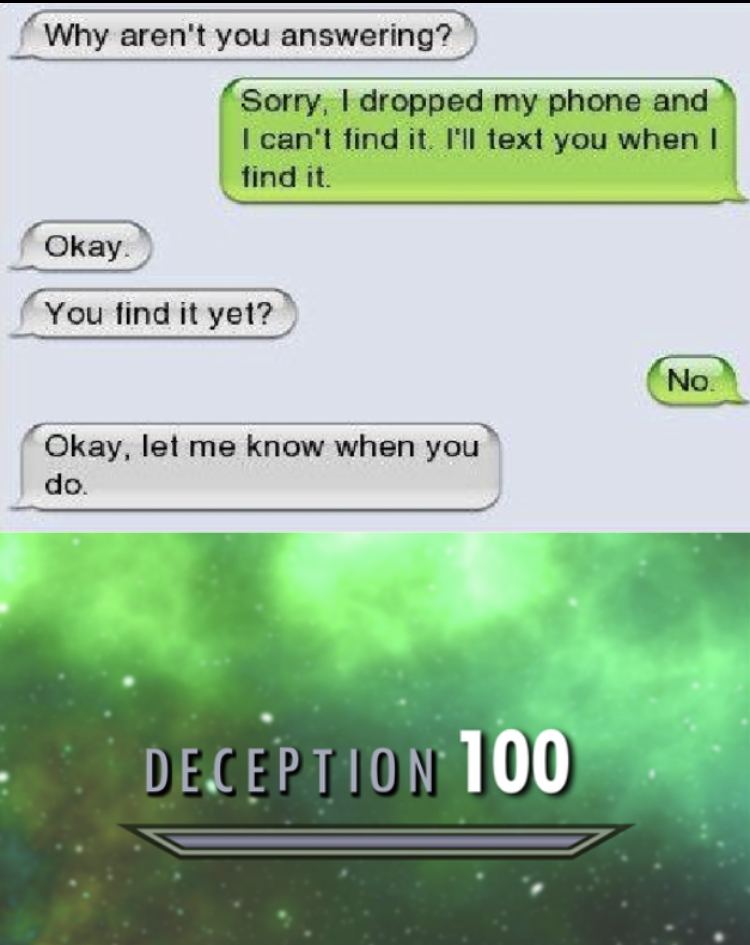 Why aren't you answering?
Sorry, I dropped my phone and
I can't find it. I'll text you when I
find it.
Okay.
You find it yet?
No.
Okay, let me know when you
do.
DECEPTION 100